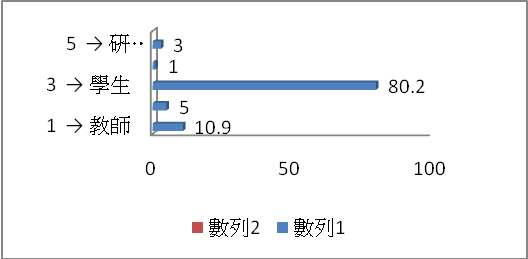 5 → 研‥ 3
1
3 → 學生 80.2
5
1 → 教師 10.9
0 50 100
數列2 數列1